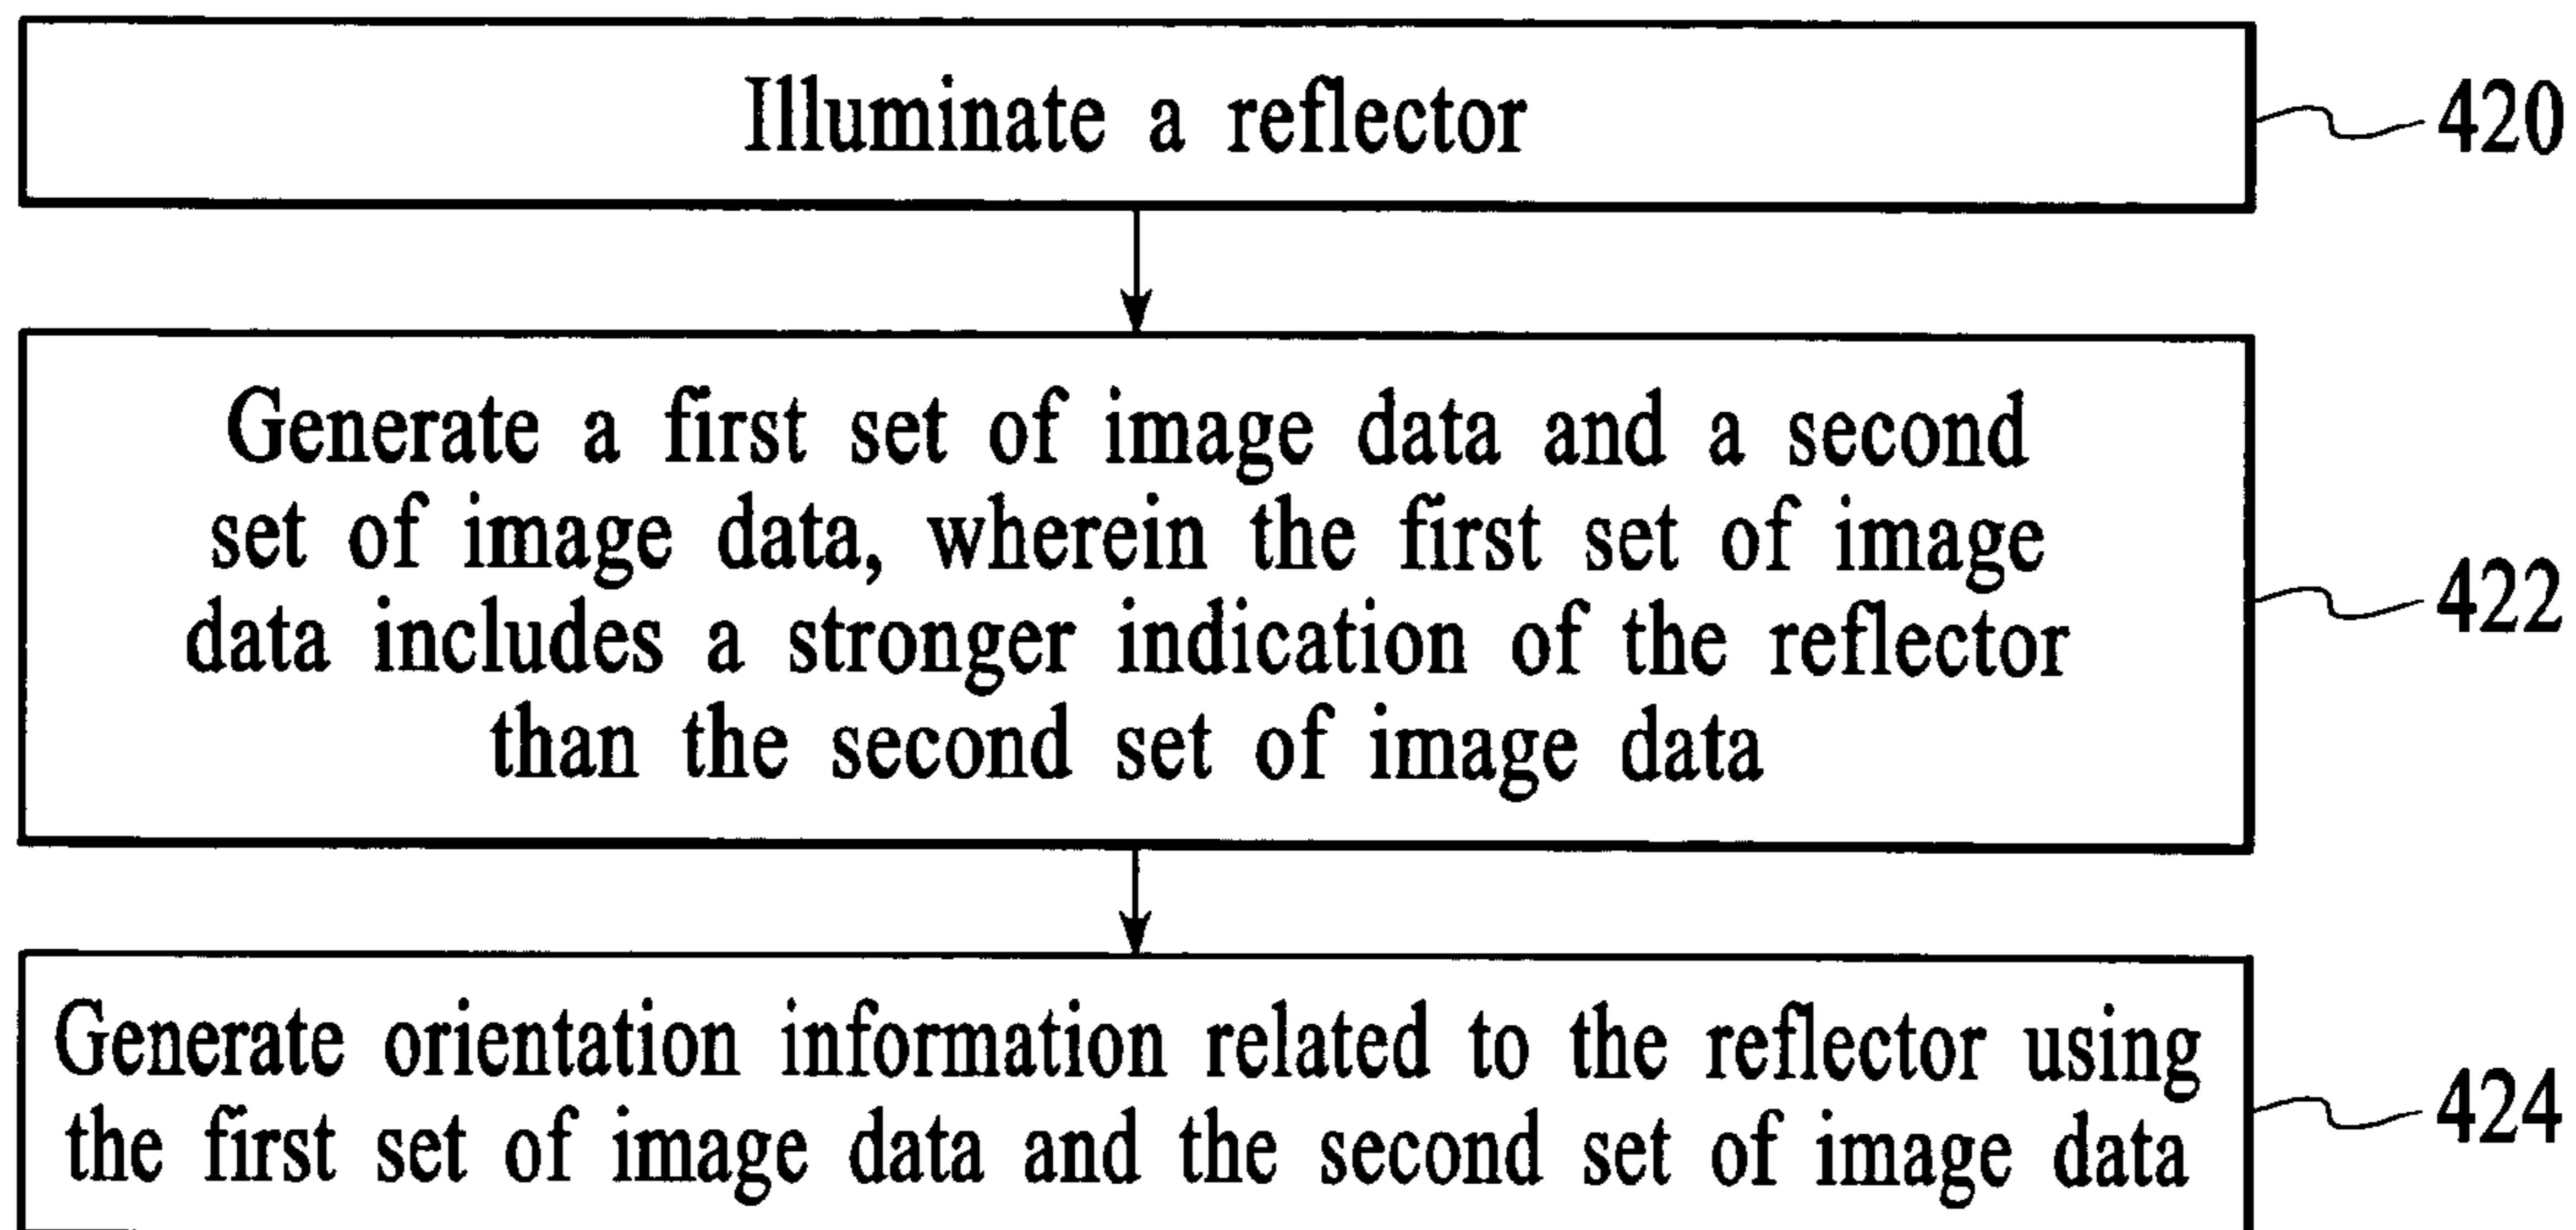 Illuminate a reflector
420
Generate a first set of image data and a second
set of image data, wherein the first set of image
data includes a stronger indication of the reflector
than the second set of image data
422
Generate orientation information related to the reflector using
the first set of image data and the second set of image data
424